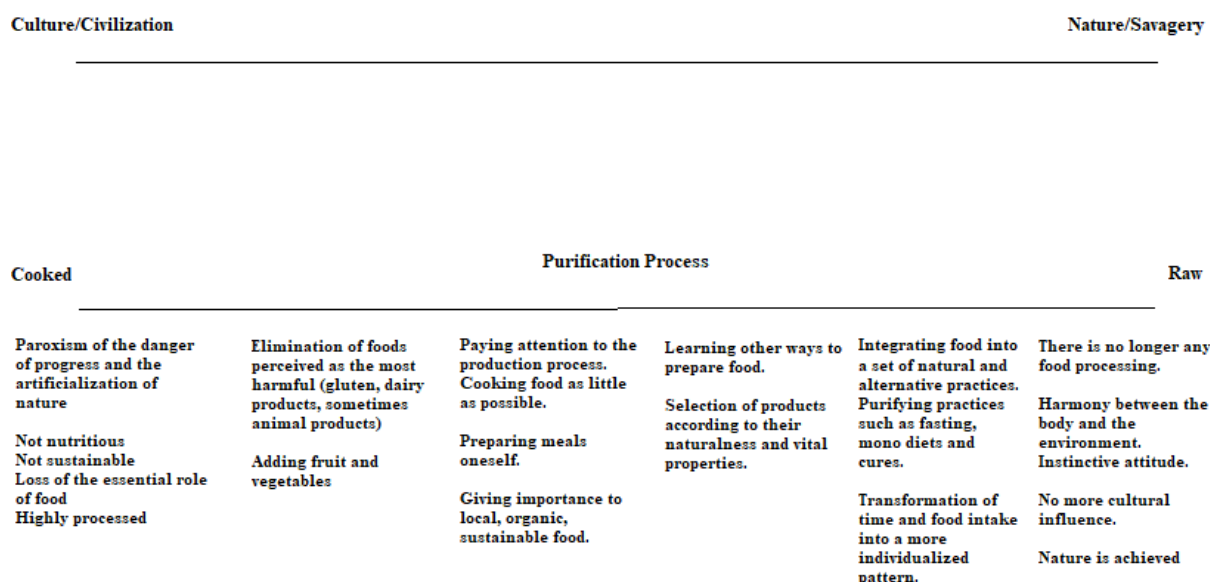 Culture/Civilization
Nature/Savagery
Purification Process
Cooked
Raw
Paroxism of the danger
of progress and the
artificialization of
nature
Not nutritious
Not sustainable
Loss of the essential role
of food
Highly processed
Elimination of foods
perceived as the most
harmful (gluten, dairy
products, sometimes
animal products)
Adding fruit and
vegetables
Paying attention to the
production process.
Cooking food as little
as possible.
Preparing meals
oneself.
Giving importance to
local, organic,
sustainable food.
Learning other ways to
prepare food.
Selection of products
according to their
naturalness and vital
properties.
Integrating food into
a set of natural and
alternative practices.
Purifying practices
such as fasting,
mono diets and
cures.
Transformation of
time and food intake
into a more
individualized
pattern.
There is no longer any
food processing.
Harmony between the
body and the
environment.
Instinctive attitude.
No more cultural
influence.
Nature is achieved